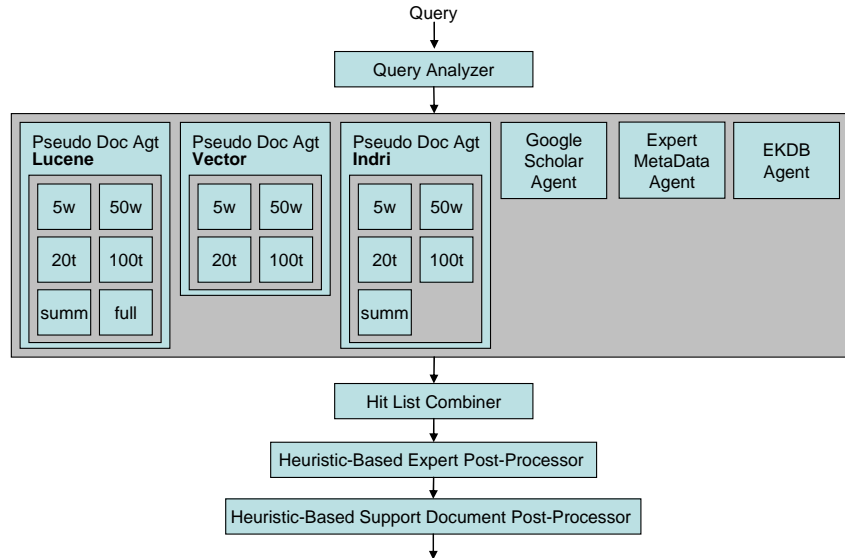 Query
Query Analyzer
Pseudo Doc Agt
Lucene
5w
50w
20t
100t
summ
full
Pseudo Doc Agt
Vector
5w
50w
20t
100t
Pseudo Doc Agt
Indri
5w
50w
20t
100t
summ
Google
Scholar
Agent
Expert
MetaData
Agent
EKDB
Agent
Hit List Combiner
Heuristic-Based Expert Post-Processor
Heuristic-Based Support Document Post-Processor